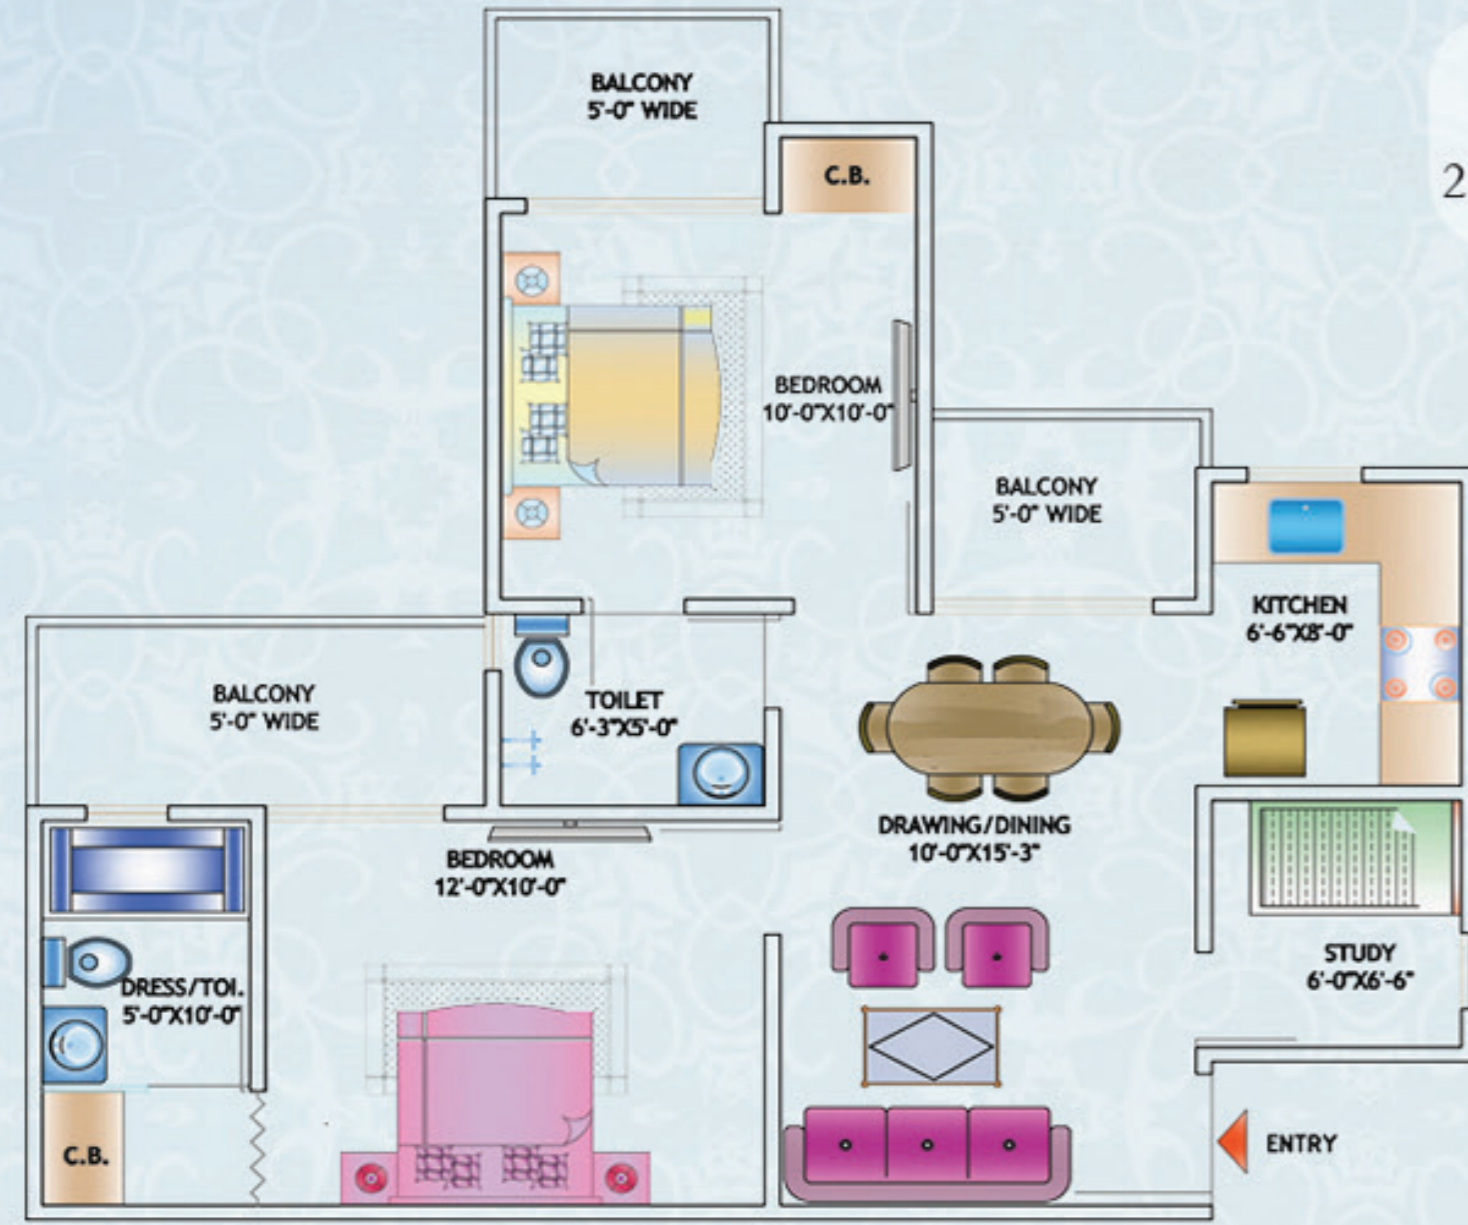 BALCONY
5'-0" WIDE
C.B.
2
BEDROOM
10'-0"X10'-0"
BALCONY
5'-0" WIDE
KITCHEN
6'-6"X8'-0"
BALCONY
5'-0" WIDE
TOILET
6'-3"X5'-0"
DRAWING/DINING
10'-0"X15'-3"
BEDROOM
12'-0"X10'-0"
STUDY
6'-0"X6'-6"
DRESS/TOI.
5'-0"X10'-0"
C.B.
ENTRY